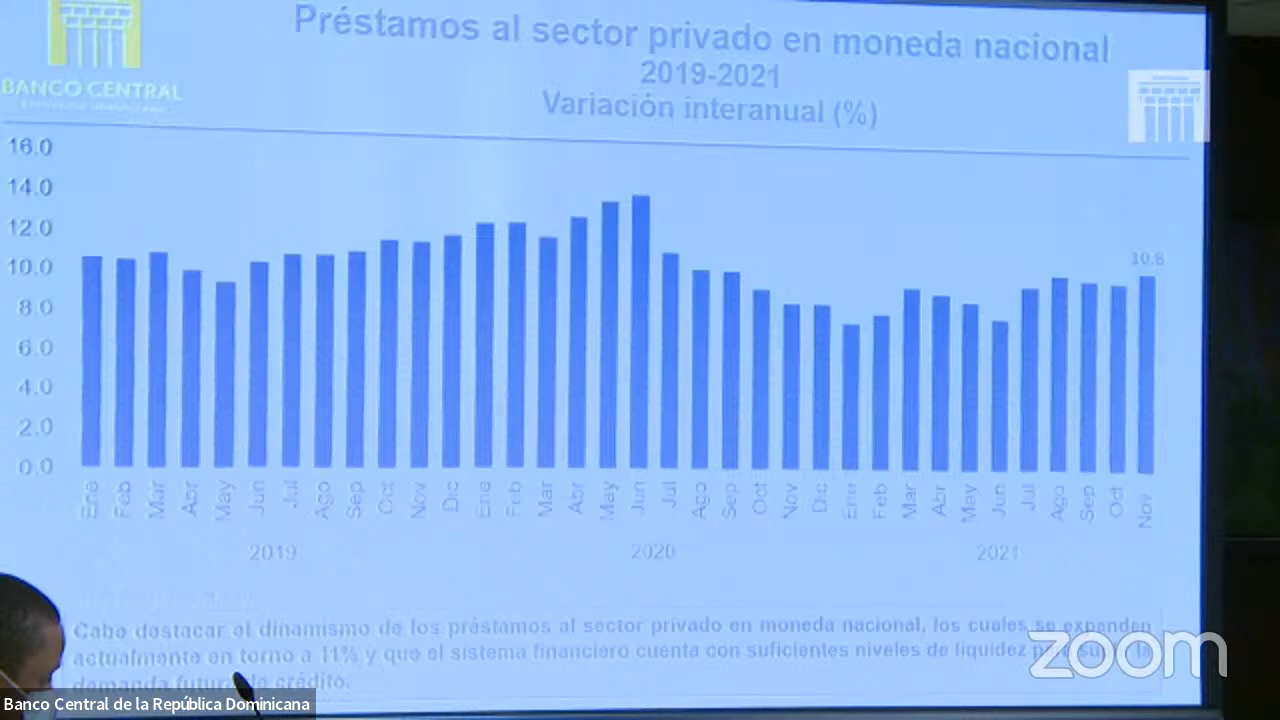 Préstamos al sector privado en moneda nacional
2019-2021
Variación interanual (%)
BANCO CENTRAL
16.0
14.0
12.0
10.0
8.0
6.0
4.0
2.0
0.0
10.8
Ene Feb Mar Abr May Jun Jul Ago Sep Oct Nov Dic Ene Feb Mar Abr May Jun Jul Ago Sep Oct Nov Dic Ene Feb Mar Abr May Jun Jul Ago Sep Oct Nov
2019 2020 2021
Cabe destacar el dinamismo de los préstamos al sector privado en moneda nacional, los cuales se expanden
actualmente en torno a 11% y que el sistema financiero cuenta con suficientes niveles de liquidez
demanda futura de crédito.
zoom
Banco Central de la República Dominicana